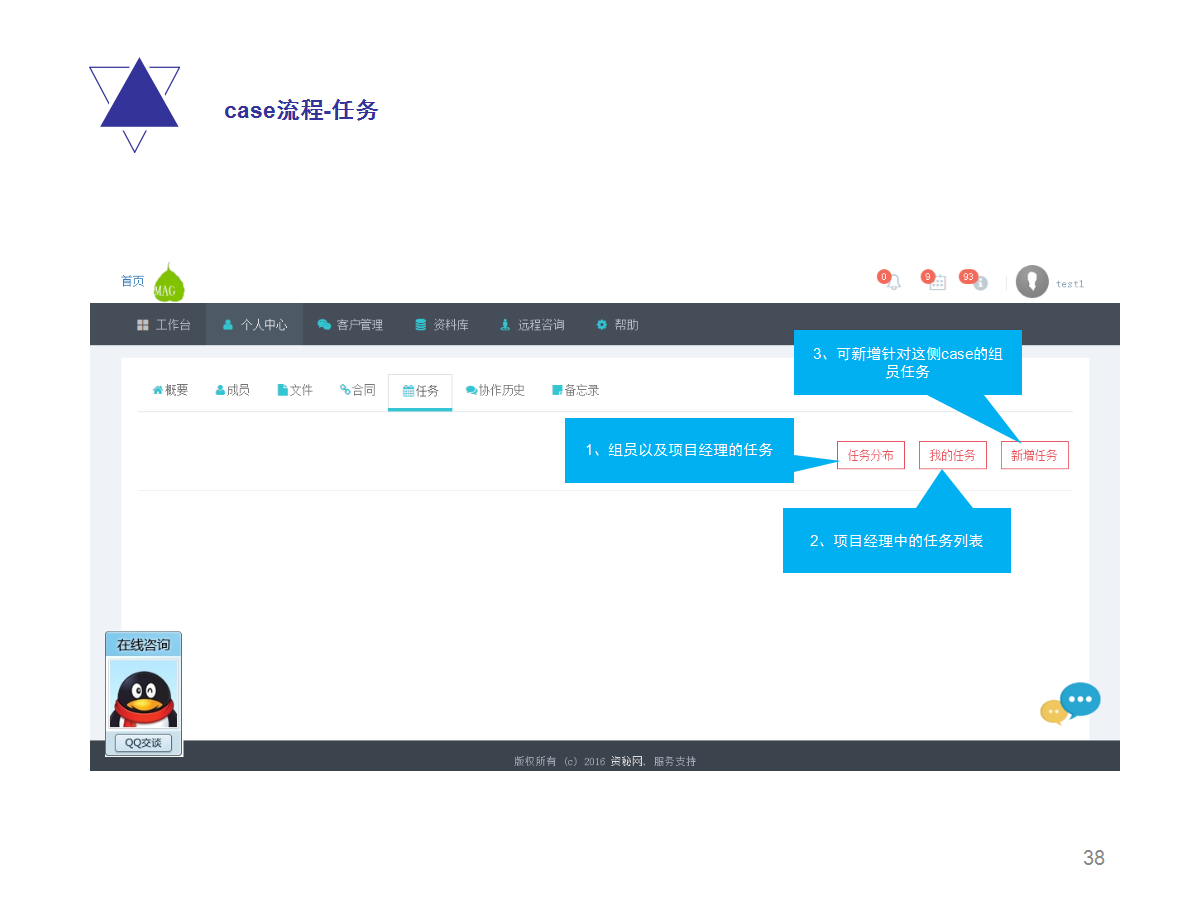 case流程-任务
首页
MAG
0
9
93
test1
工作台
个人中心
客户管理
资料库
远程咨询
帮助
3、可新增针对这侧case的组
员任务
概要
成员
文件
合同
任务
协作历史
备忘录
1、组员以及项目经理的任务
任务分布
我的任务
新增任务
2、项目经理中的任务列表
在线咨询
QQ交谈
版权所有 (c) 2016 资秘网. 服务支持
38